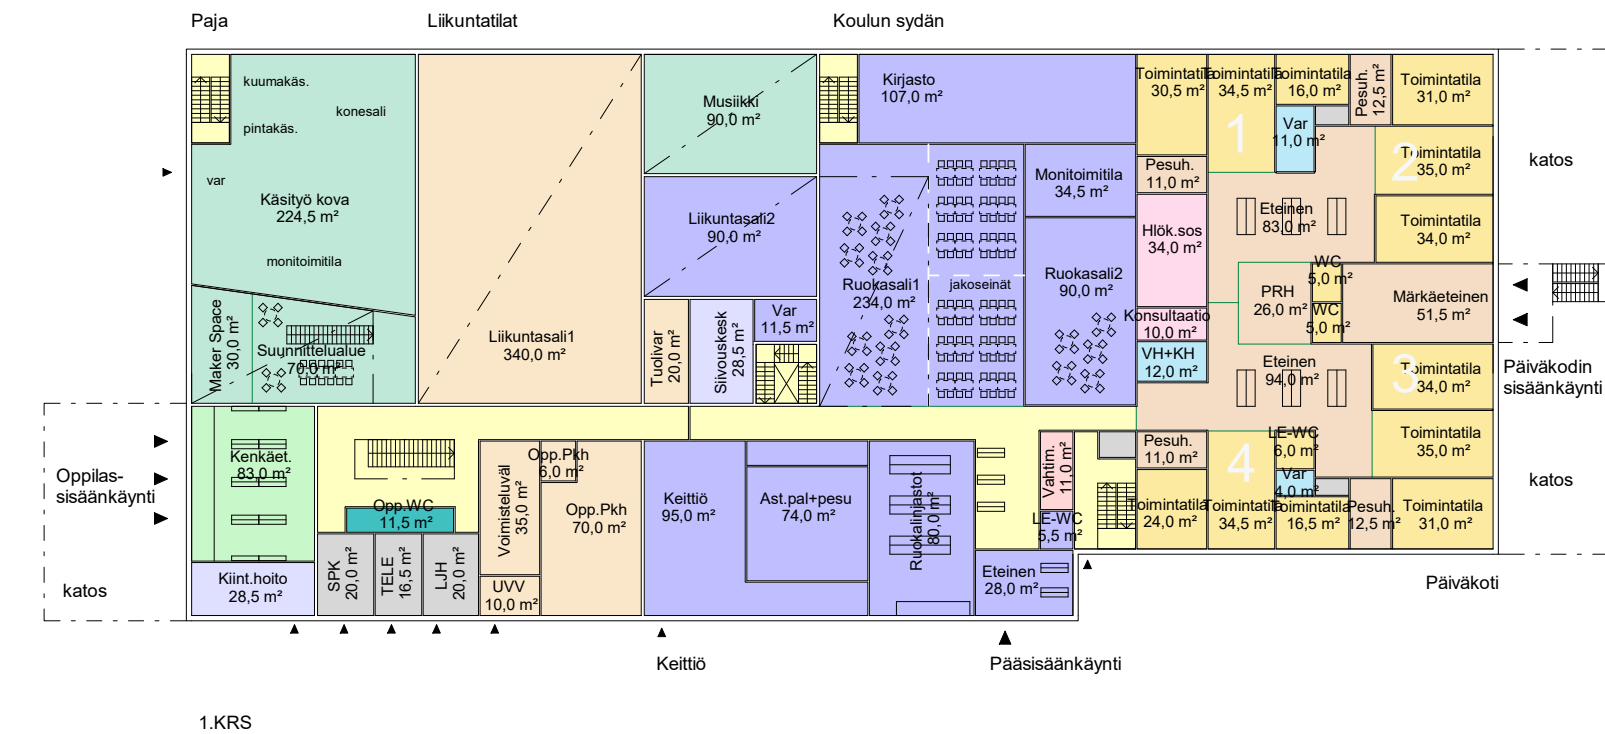 Paja
Liikuntatilat
Koulun sydän
kuumakäs.
konesali
pintakäs.
var
Käsityö kova
224,5 m²
monitoimitila
Maker Space
30,0 m²
Suunnittelualue
70,0 m²
Liikuntasali1
340,0 m²
Musiikki
90,0 m²
Liikuntasali2
90,0 m²
Tuolivar
20,0 m²
Siivouskesk
28,5 m²
Var
11,5 m²
Kirjasto
107,0 m²
Ruokasali1
234,0 m²
jakoseinät
Monitoimitila
34,5 m²
Ruokasali2
90,0 m²
Toimintatila
30,5 m²
Toimintatila
34,5 m²
1
Toimintatila
16,0 m²
Var
11,0 m²
Pesuh.
12,5 m²
Toimintatila
31,0 m²
2
Toimintatila
35,0 m²
Toimintatila
34,0 m²
Pesuh.
11,0 m²
Hlök.sos
34,0 m²
Eteinen
83,0 m²
Konsultaatio
10,0 m²
VH+KH
12,0 m²
PRH
26,0 m²
WC
5,0 m²
WC
5,0 m²
Märkäeteinen
51,5 m²
Eteinen
94,0 m²
3
Toimintatila
34,0 m²
Toimintatila
35,0 m²
katos
Päiväkodin
sisäänkäynti
katos
Oppilas-
sisäänkäynti
katos
Kenkäet.
83,0 m²
Kiint.hoito
28,5 m²
Opp.WC
11,5 m²
SPK
20,0 m²
TELE
16,5 m²
LJH
20,0 m²
Voimisteluväl
35,0 m²
UVV
10,0 m²
Opp.Pkh
6,0 m²
Opp.Pkh
70,0 m²
Keittiö
95,0 m²
Ast.pal+pesu
74,0 m²
Ruokalinjastot
80,0 m²
Vahtim.
11,0 m²
LE-WC
5,5 m²
Eteinen
28,0 m²
Pesuh.
11,0 m²
Toimintatila
24,0 m²
4
Toimintatila
34,5 m²
LE-WC
6,0 m²
Var
4,0 m²
Toimintatila
16,5 m²
Pesuh.
12,5 m²
Toimintatila
31,0 m²
Päiväkoti
Keittiö
Pääsisäänkäynti
1.KRS